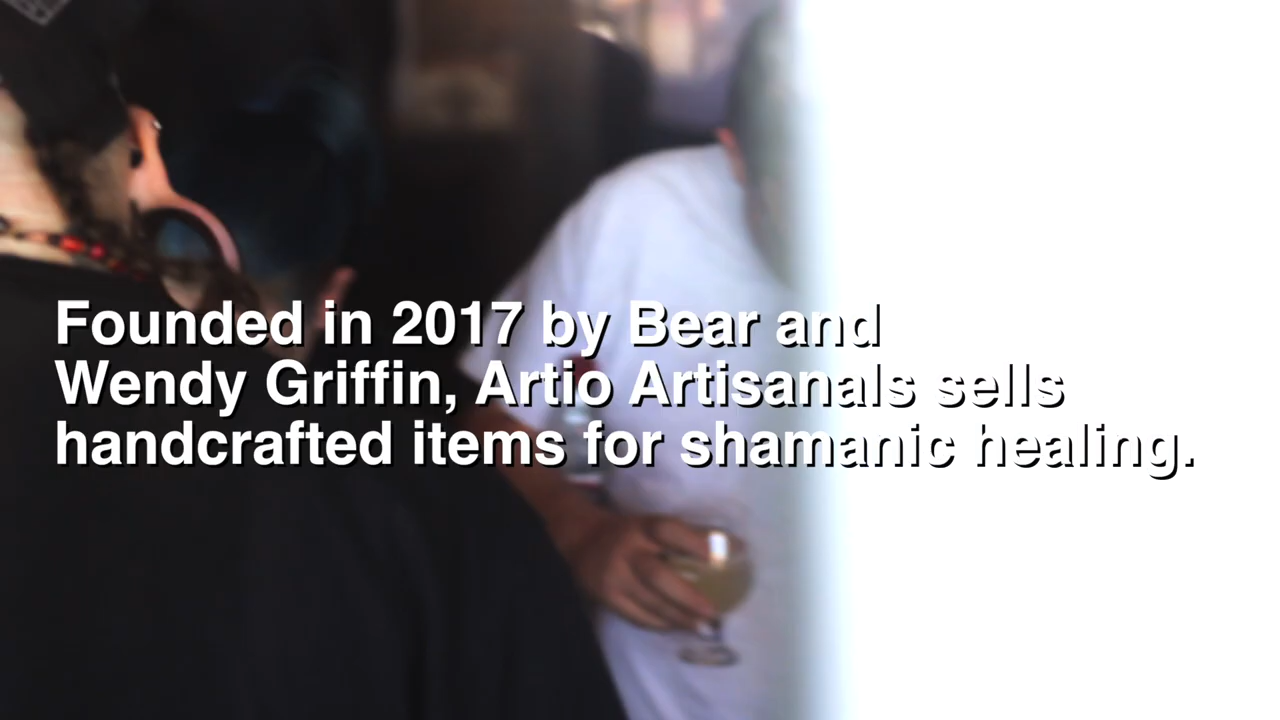 Founded in 2017 by Bear and
Wendy Griffin, Artio Artisanals sells
handcrafted items for shamanic healing.